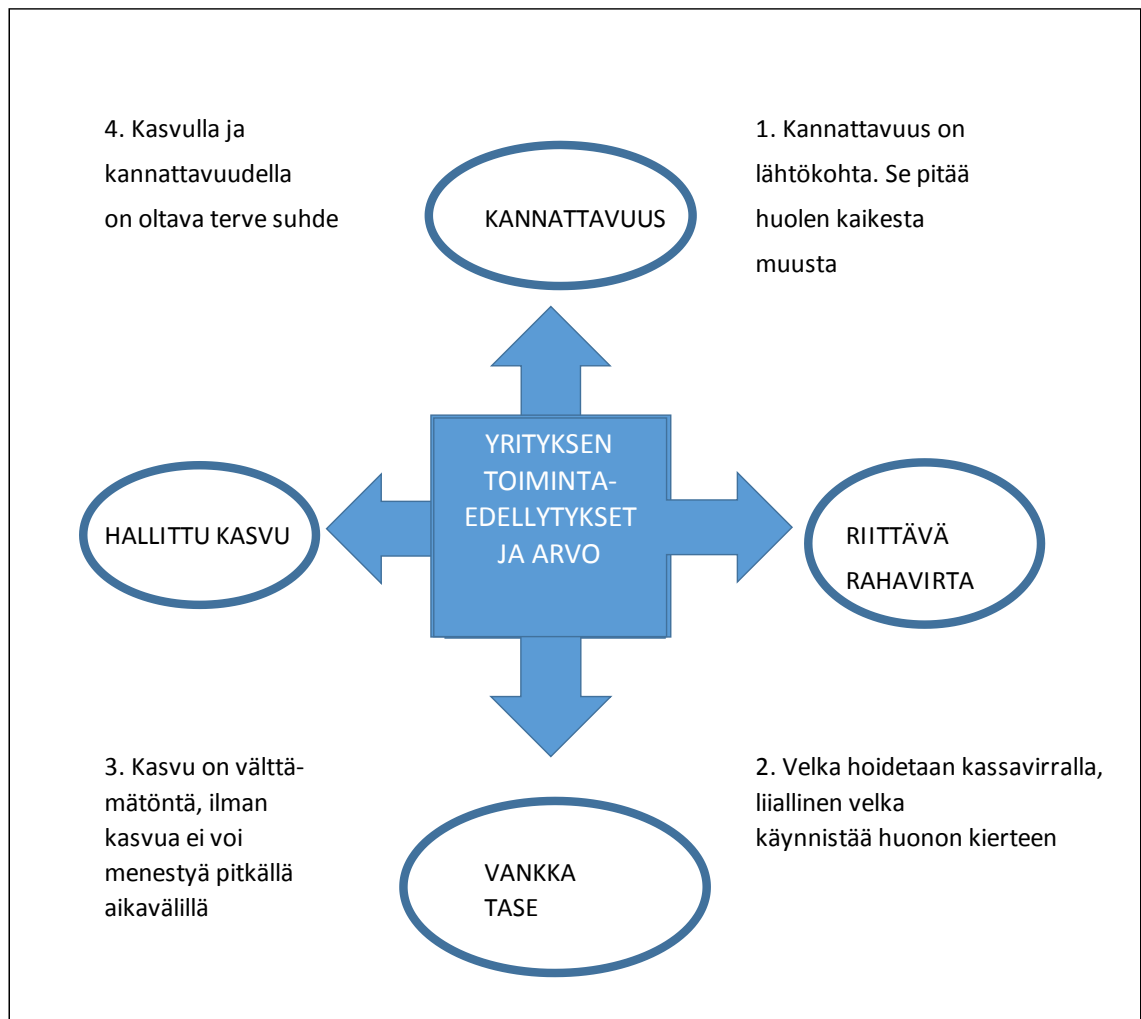 4. Kasvulla ja
kannattavuudella
on oltava terve suhde
KANNATTAVUUS
1. Kannattavuus on
lähtökohta. Se pitää
huolen kaikesta
muusta
HALLITTU KASVU
YRITYKSEN
TOIMINTA-
EDELLYTYKSET
JA ARVO
RIITTÄVÄ
RAHAVIRTA
3. Kasvu on välttä-
mätöntä, ilman
kasvua ei voi
menestyä pitkällä
aikavälillä
VANKKA
TASE
2. Velka hoidetaan kassavirralla,
liiallinen velka
käynnistää huonon kierteen